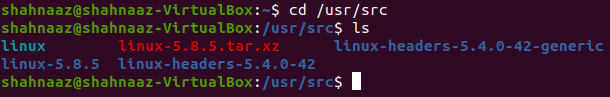 shahnaaz@shahnaaz-VirtualBox:~$ cd /usr/src
shahnaaz@shahnaaz-VirtualBox:/usr/src$ ls
linux linux-5.8.5.tar.xz linux-headers-5.4.0-42-generic
linux-5.8.5 linux-headers-5.4.0-42
shahnaaz@shahnaaz-VirtualBox:/usr/src$